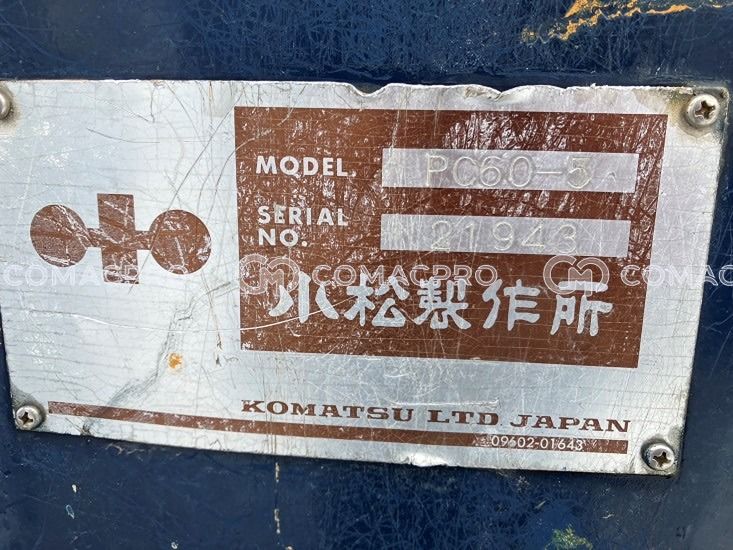 MODEL. PC60-5
SERIAL NO. 21943
小松製作所
KOMATSU LTD JAPAN
09602-01643
COMACPRO COMACPRO COMACPRO